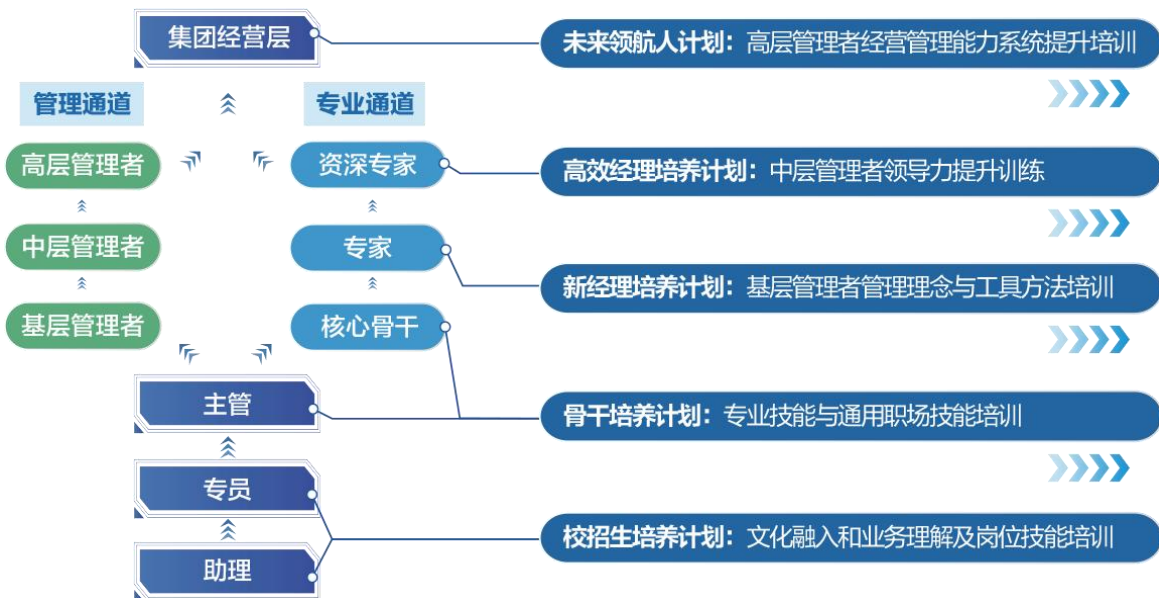 集团经营层
未来领航人计划：高层管理者经营管理能力系统提升培训
管理通道
专业通道
高层管理者
资深专家
高效经理培养计划：中层管理者领导力提升训练
中层管理者
专家
新经理培养计划：基层管理者管理理念与工具方法培训
基层管理者
核心骨干
主管
骨干培养计划：专业技能与通用职场技能培训
专员
校招生培养计划：文化融入和业务理解及岗位技能培训
助理